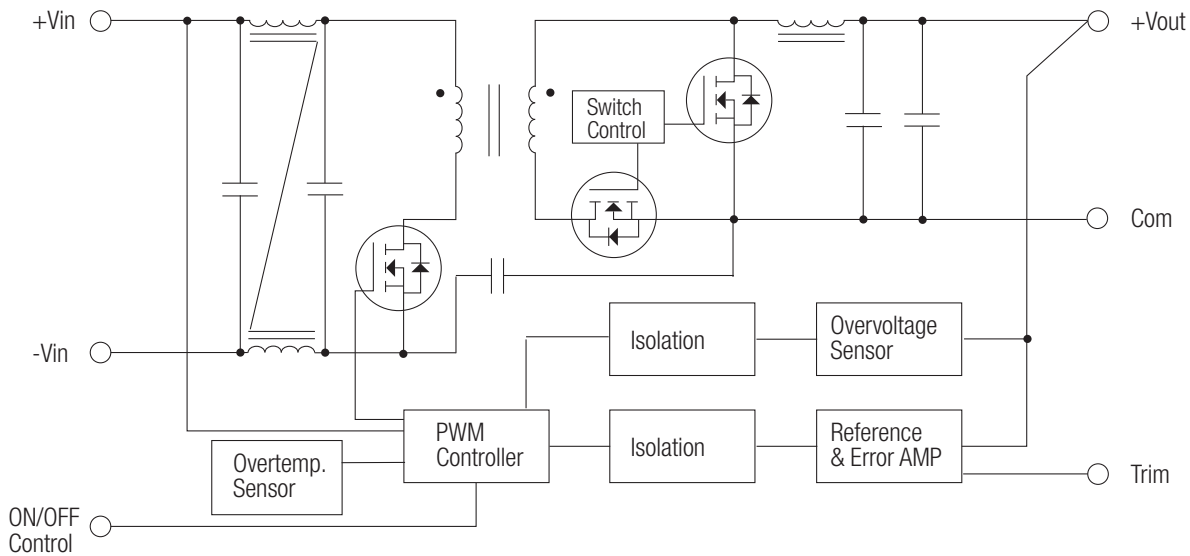 +Vin
+Vout
Switch
Control
Com
-Vin
Isolation
Overvoltage
Sensor
PWM
Controller
Isolation
Reference
& Error AMP
Overtemp.
Sensor
Trim
ON/OFF
Control